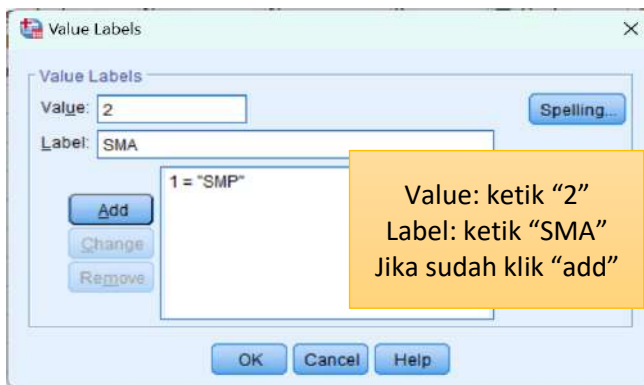 Value Labels
Value Labels
Value: 2
Spelling...
Label: SMA
1 = "SMP"
Add
Change
Remove
Value: ketik “2”
Label: ketik “SMA”
Jika sudah klik “add”
OK Cancel Help